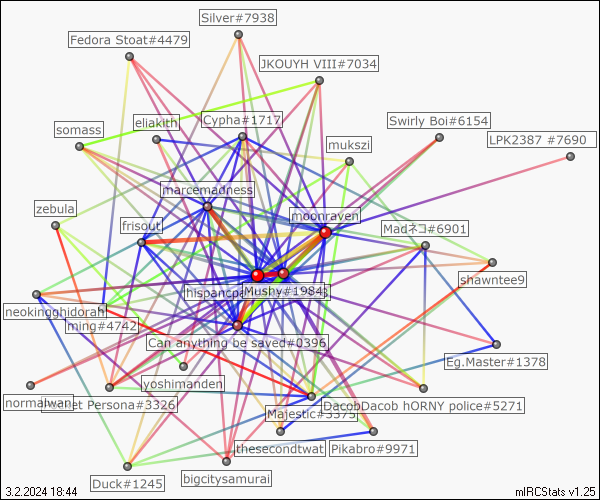 Silver#7938
Fedora Stoat#4479
JKOUYH VIII#7034
eliakith
Cypha#1717
Swirly Boi#6154
somass
LPK2387 #7690
mukszi
marcemadness
zebula
moonraven
frisout
Madネコ#6901
shawntee9
hispancpa
Mushy#1984
neokingghidorah
ming#4742
Can anything be saved#0396
Eg.Master#1378
yoshimanden
normalwan
et Persona#3326
DacobDacob hORNY police#5271
Majestic#3375
thesecondtwat
Pikabro#9971
Duck#1245
bigcitysamurai
3.2.2024 18:44
mIRCStats v1.25